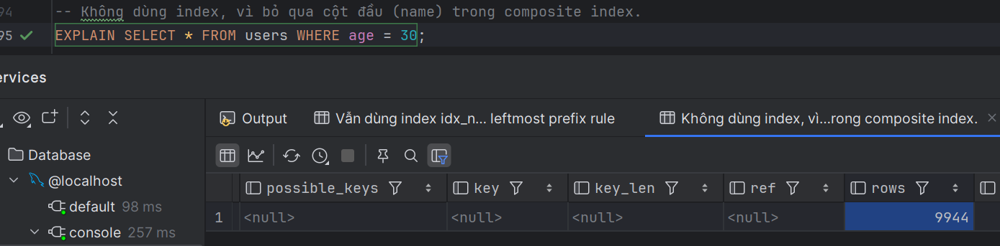 94 -- Không dùng index, vì bỏ qua cột đầu (name) trong composite index.
95 EXPLAIN SELECT * FROM users WHERE age = 30;
ervices
Output Vẫn dùng index idx_n... leftmost prefix rule Không dùng index, vì...rong composite index.
Database
@localhost
possible_keys key key_len ref rows
default 98 ms
1 <null> <null> <null> <null> 9944
console 257 ms